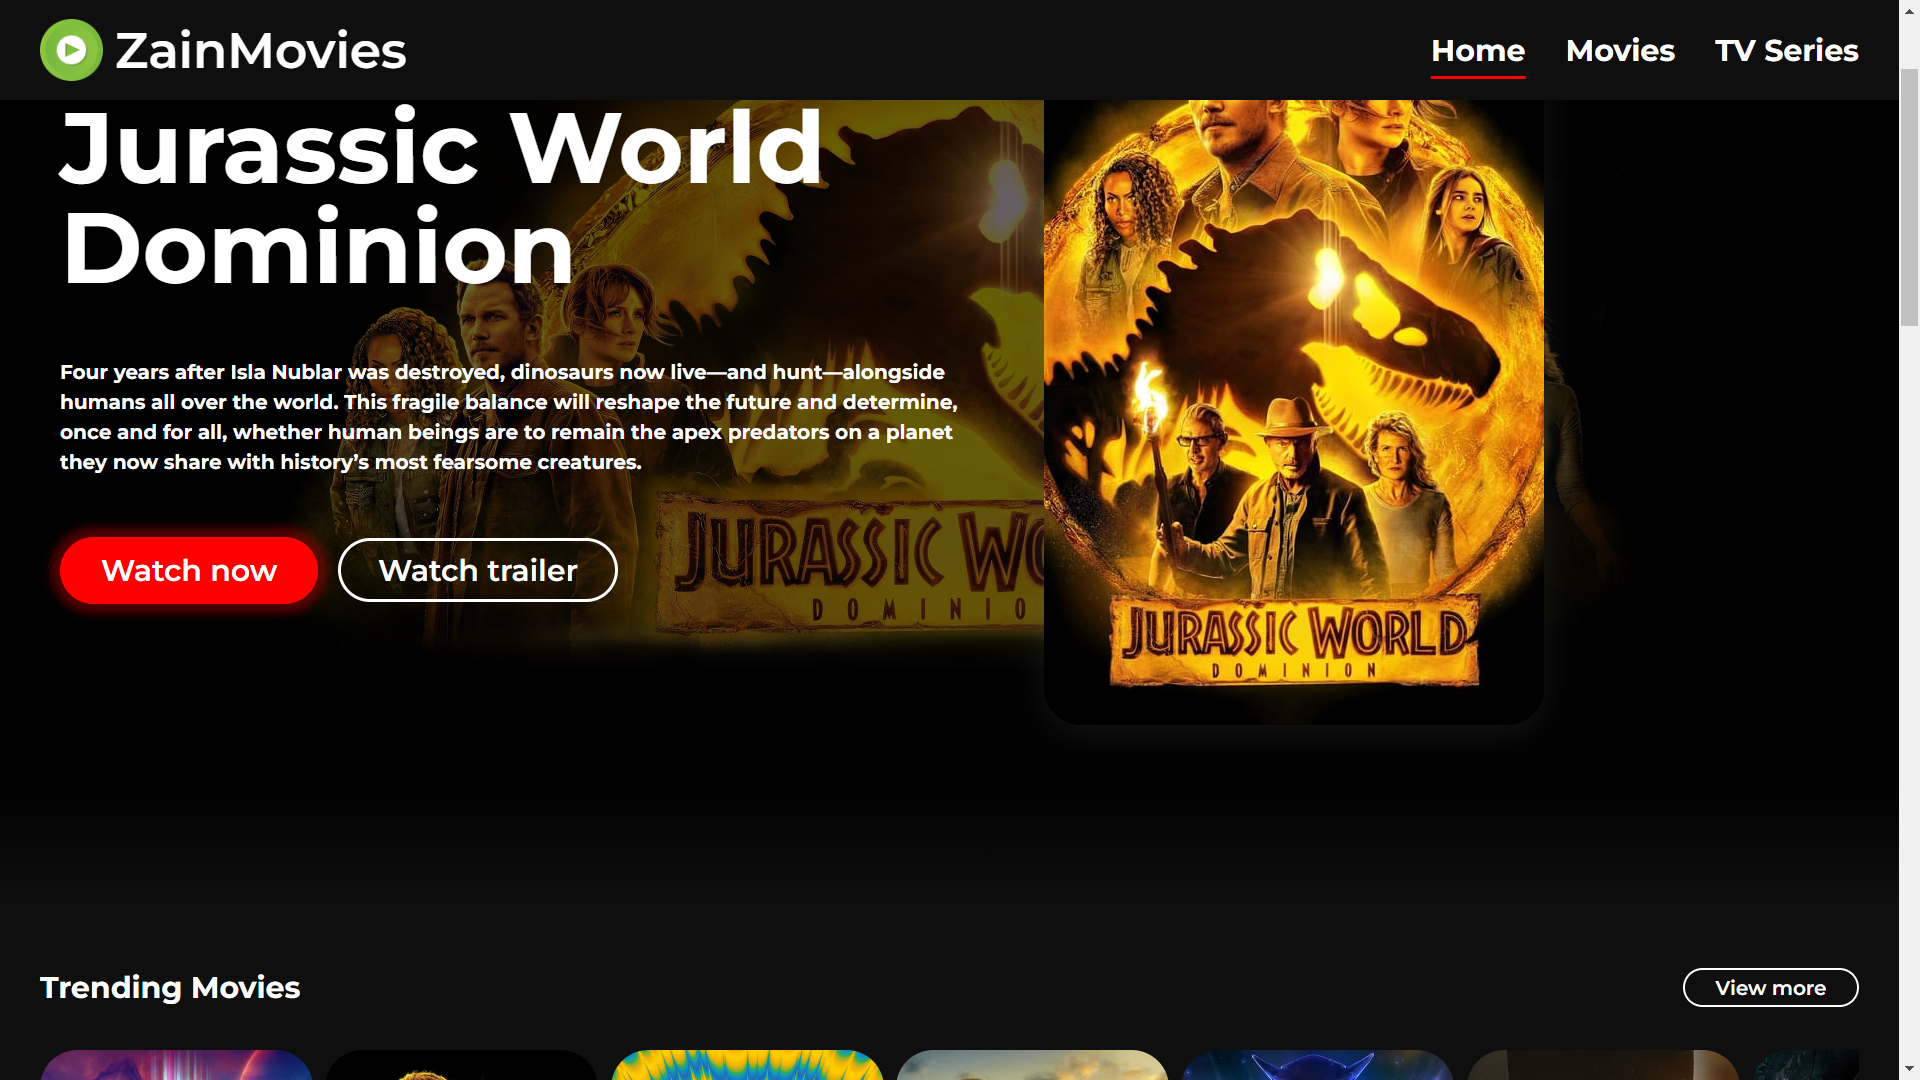 ZainMovies
Home
Movies
TV Series
Jurassic World
Dominion
Four years after Isla Nublar was destroyed, dinosaurs now live—and hunt—alongside
humans all over the world. This fragile balance will reshape the future and determine,
once and for all, whether human beings are to remain the apex predators on a planet
they now share with history’s most fearsome creatures.
Watch now
Watch trailer
JURASSIC WO
DOMINIO
JURASSIC WORLD
DOMINION
Trending Movies
View more